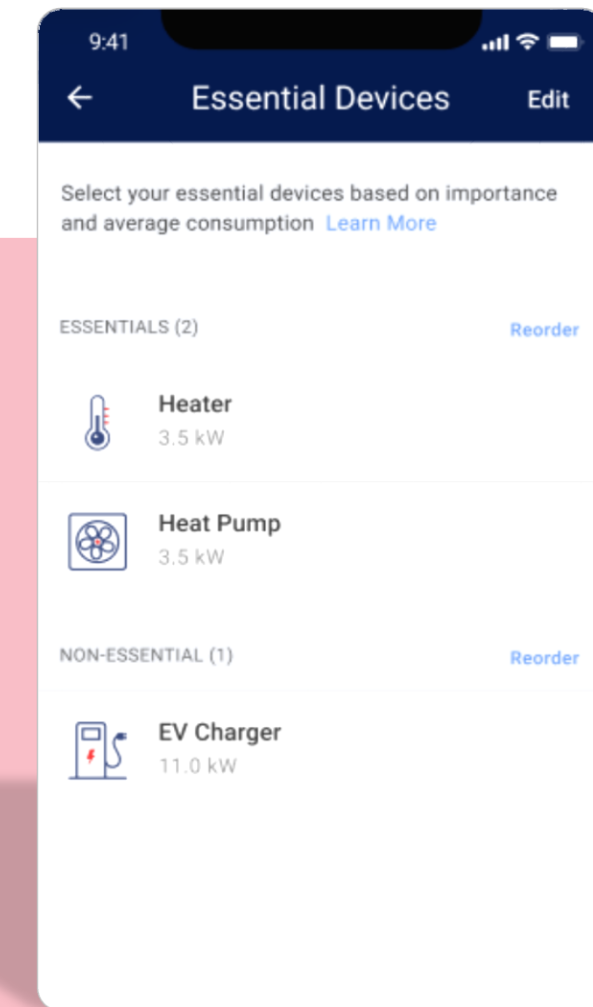 9:41
Essential Devices
Edit
Select your essential devices based on importance
and average consumption Learn More
ESSENTIALS (2)
Reorder
Heater
3.5 kW
Heat Pump
3.5 kW
NON-ESSENTIAL (1)
Reorder
EV Charger
11.0 kW